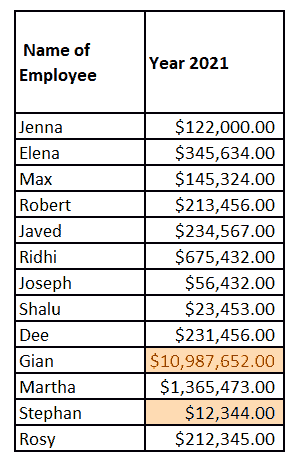 Name of Employee Year 2021
Jenna $122,000.00
Elena $345,634.00
Max $145,324.00
Robert $213,456.00
Javed $234,567.00
Ridhi $675,432.00
Joseph $56,432.00
Shalu $23,453.00
Dee $231,456.00
Gian $10,987,652.00
Martha $1,365,473.00
Stephan $12,344.00
Rosy $212,345.00